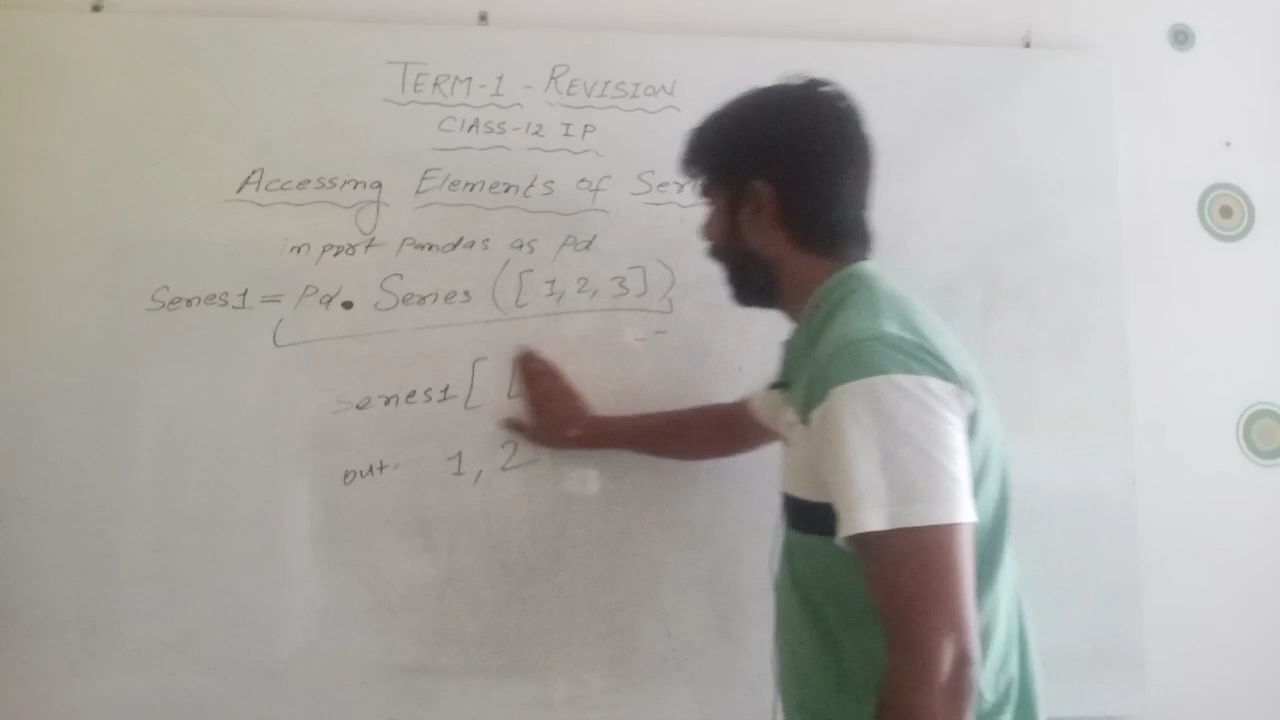 TERM-1 - REVISION
CLASS-12 IP
Accessing Elements of
import Pandas as Pd
Series1 = Pd. Series ([1,2,3])
series1[ [
out. 1, 2